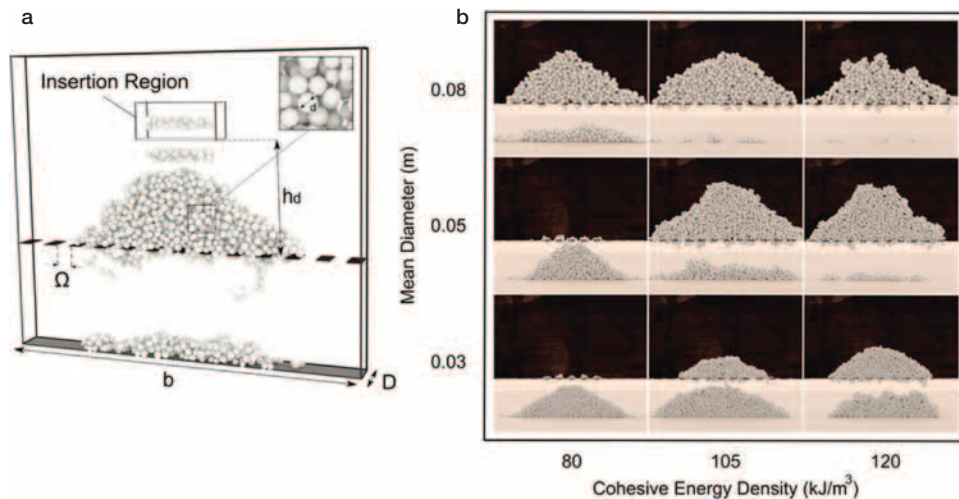 a
Insertion Region
d
hd
Ω
b
D
b
Mean Diameter (m)
0.08
0.05
0.03
80 105 120
Cohesive Energy Density (kJ/m³)